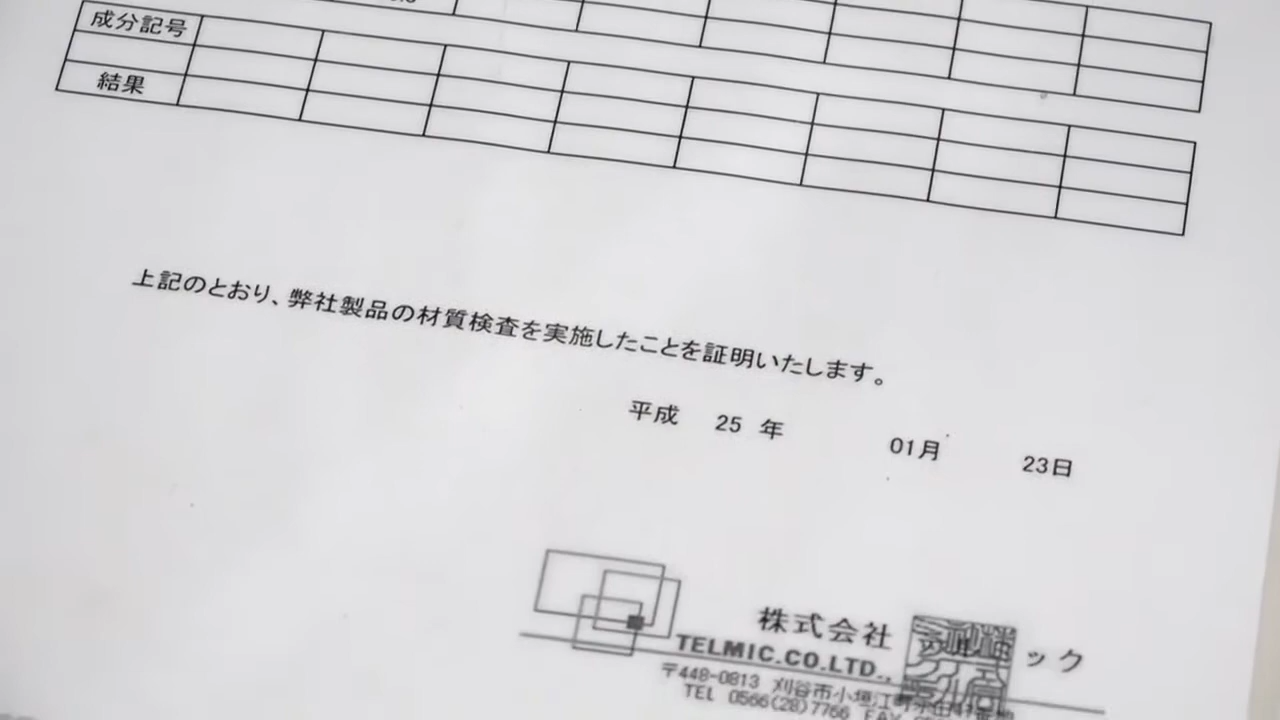 成分記号
結果
上記のとおり、弊社製品の材質検査を実施したことを証明いたします。
平成 25 年 01月 23日
株式会社 ック
TELMIC.CO.LTD.,
〒448-0813 刈谷市小垣江町
TEL 0566(28)7766 FAX